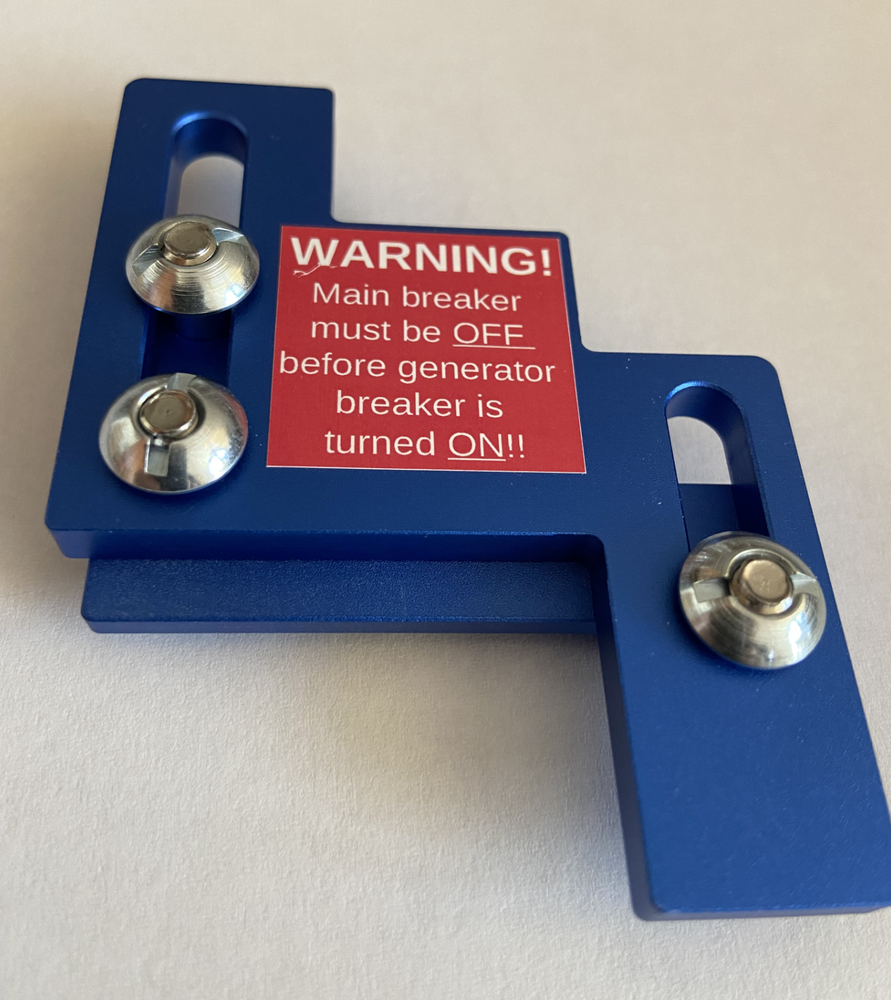 WARNING!
Main breaker
must be OFF
before generator
breaker is
turned ON!!